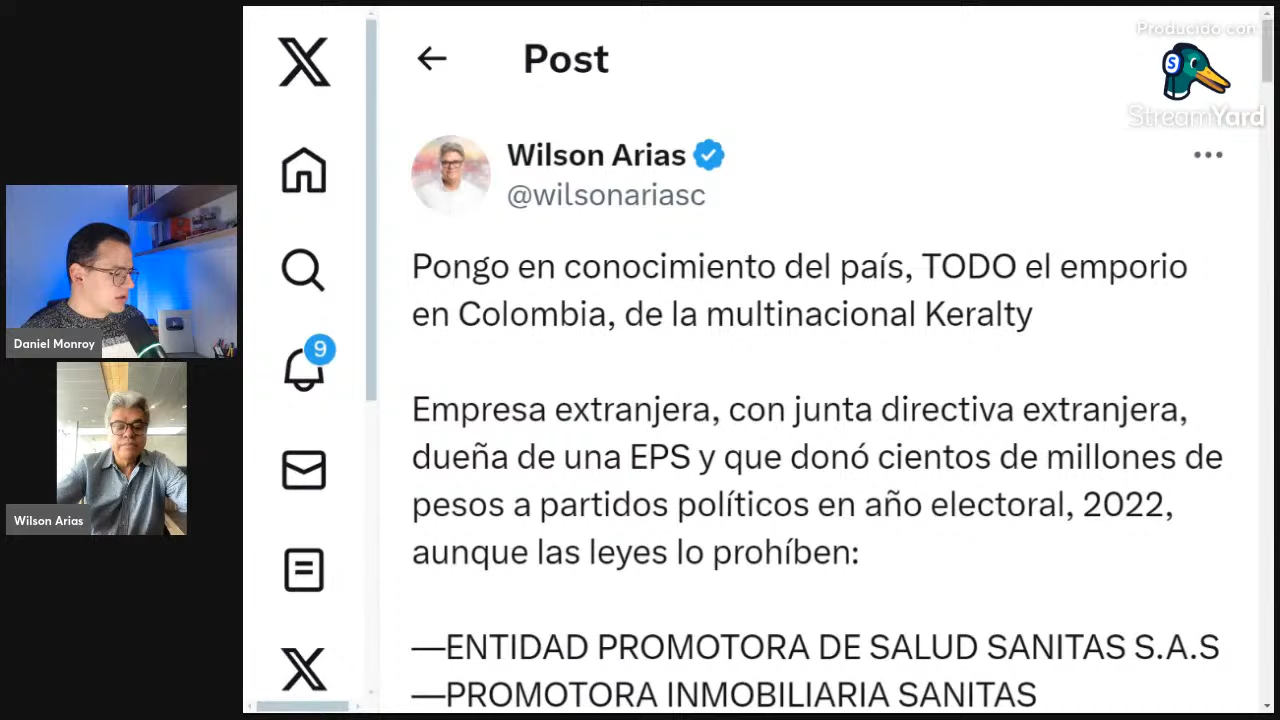 Producido con
StreamYard
Post
Wilson Arias
@wilsonariasc
Pongo en conocimiento del país, TODO el emporio
en Colombia, de la multinacional Keralty
Empresa extranjera, con junta directiva extranjera,
dueña de una EPS y que donó cientos de millones de
pesos a partidos políticos en año electoral, 2022,
aunque las leyes lo prohíben:
—ENTIDAD PROMOTORA DE SALUD SANITAS S.A.S
—PROMOTORA INMOBILIARIA SANITAS
9
Daniel Monroy
Wilson Arias